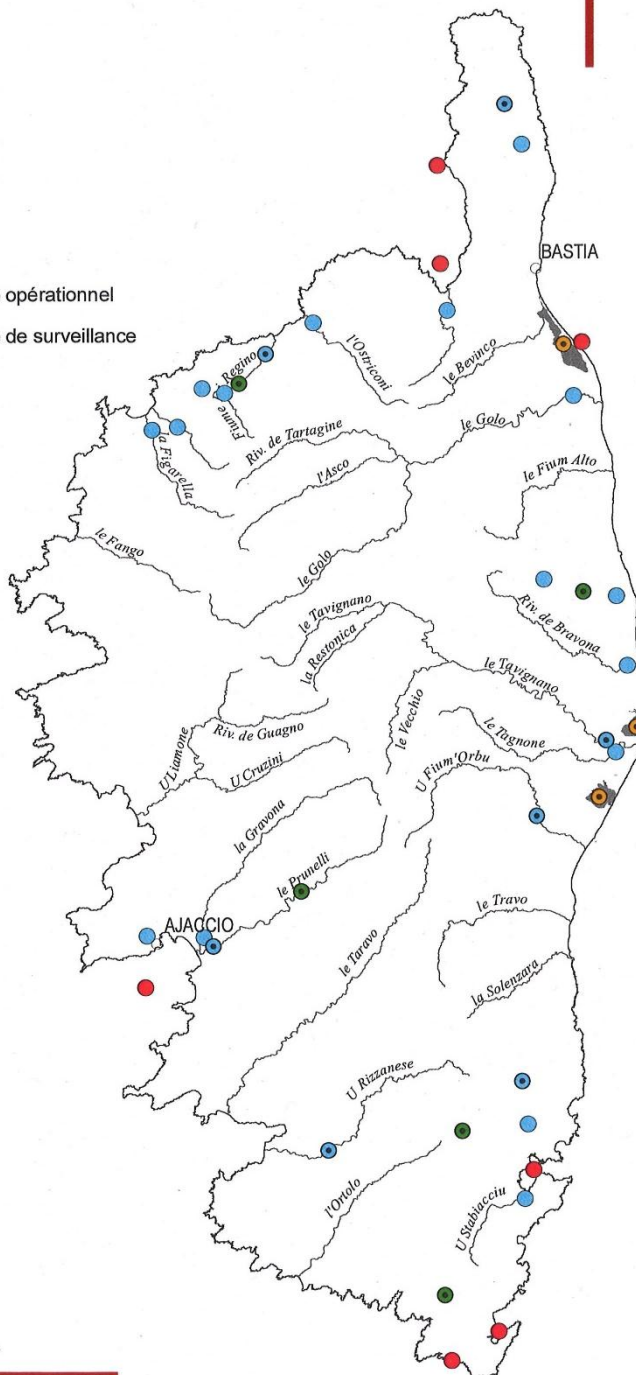 BASTIA
opérationnel
de surveillance
l'Ostriconi
le Bevinco
Regino
Fiume
le Golo
Riv. de Tartagine
la Figarella
l'Asco
le Fium Alto
le Fango
le Golo
le Tavignano
la Restonica
Riv. de Bravona
le Tavignano
le Vecchio
Riv. de Guagno
le Tagnone
U Liamone
U Cruzini
U Fium'Orbu
la Gravona
le Prunelli
AJACCIO
le Travo
le Taravo
la Solenzara
U Rizzanese
l'Ortolo
U Stabiacciu